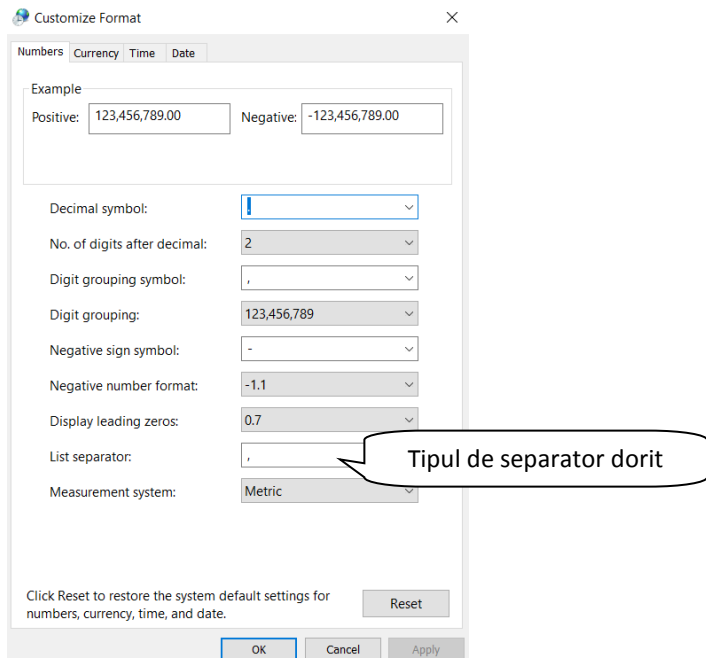 Customize Format
Numbers Currency Time Date
Example
Positive: 123,456,789.00 Negative: -123,456,789.00
Decimal symbol: .
No. of digits after decimal: 2
Digit grouping symbol: ,
Digit grouping: 123,456,789
Negative sign symbol: -
Negative number format: -1.1
Display leading zeros: 0.7
List separator: , Tipul de separator dorit
Measurement system: Metric
Click Reset to restore the system default settings for
numbers, currency, time, and date. Reset
OK Cancel Apply